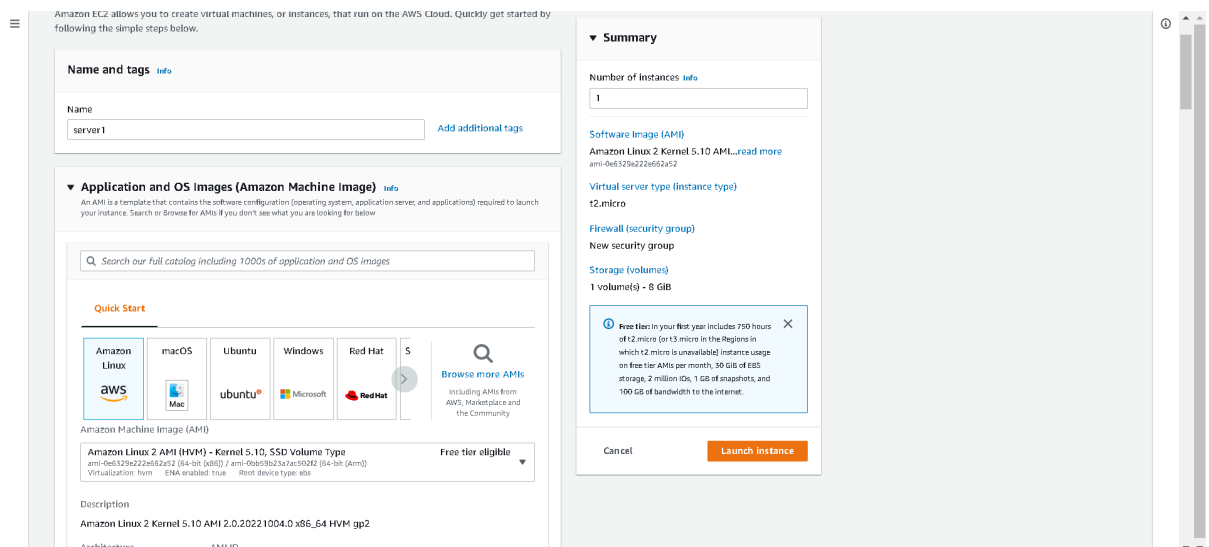 Amazon EC2 allows you to create virtual machines, or instances, that run on the AWS Cloud. Quickly get started by
following the simple steps below.
Name and tags Info
Name
server1
Add additional tags
Application and OS Images (Amazon Machine Image) Info
An AMI is a template that contains the software configuration (operating system, application server, and applications) required to launch
your instance. Search or Browse for AMIs if you don't see what you are looking for below
Search our full catalog including 1000s of application and OS images
Quick Start
Amazon
Linux
aws
macOS
Mac
Ubuntu
ubuntu
Windows
Microsoft
Red Hat
Red Hat
S
Browse more AMIs
Including AMIs from
AWS, Marketplace and
the Community
Amazon Machine Image (AMI)
Amazon Linux 2 AMI (HVM) - Kernel 5.10, SSD Volume Type
Free tier eligible
ami-0e6329e222e662a52 (64-bit (x86)) / ami-0bb59b23a7ac502f2 (64-bit (Arm))
Virtualization: hvm ENA enabled: true Root device type: ebs
Description
Amazon Linux 2 Kernel 5.10 AMI 2.0.20221004.0 x86_64 HVM gp2
Architecture AMI ID
Summary
Number of instances Info
1
Software Image (AMI)
Amazon Linux 2 Kernel 5.10 AMI...read more
ami-0e6329e222e662a52
Virtual server type (instance type)
t2.micro
Firewall (security group)
New security group
Storage (volumes)
1 volume(s) - 8 GiB
Free tier: In your first year includes 750 hours
of t2.micro (or t3.micro in the Regions in
which t2.micro is unavailable) instance usage
on free tier AMIs per month, 30 GiB of EBS
storage, 2 million IOs, 1 GB of snapshots, and
100 GB of bandwidth to the internet.
Cancel
Launch instance